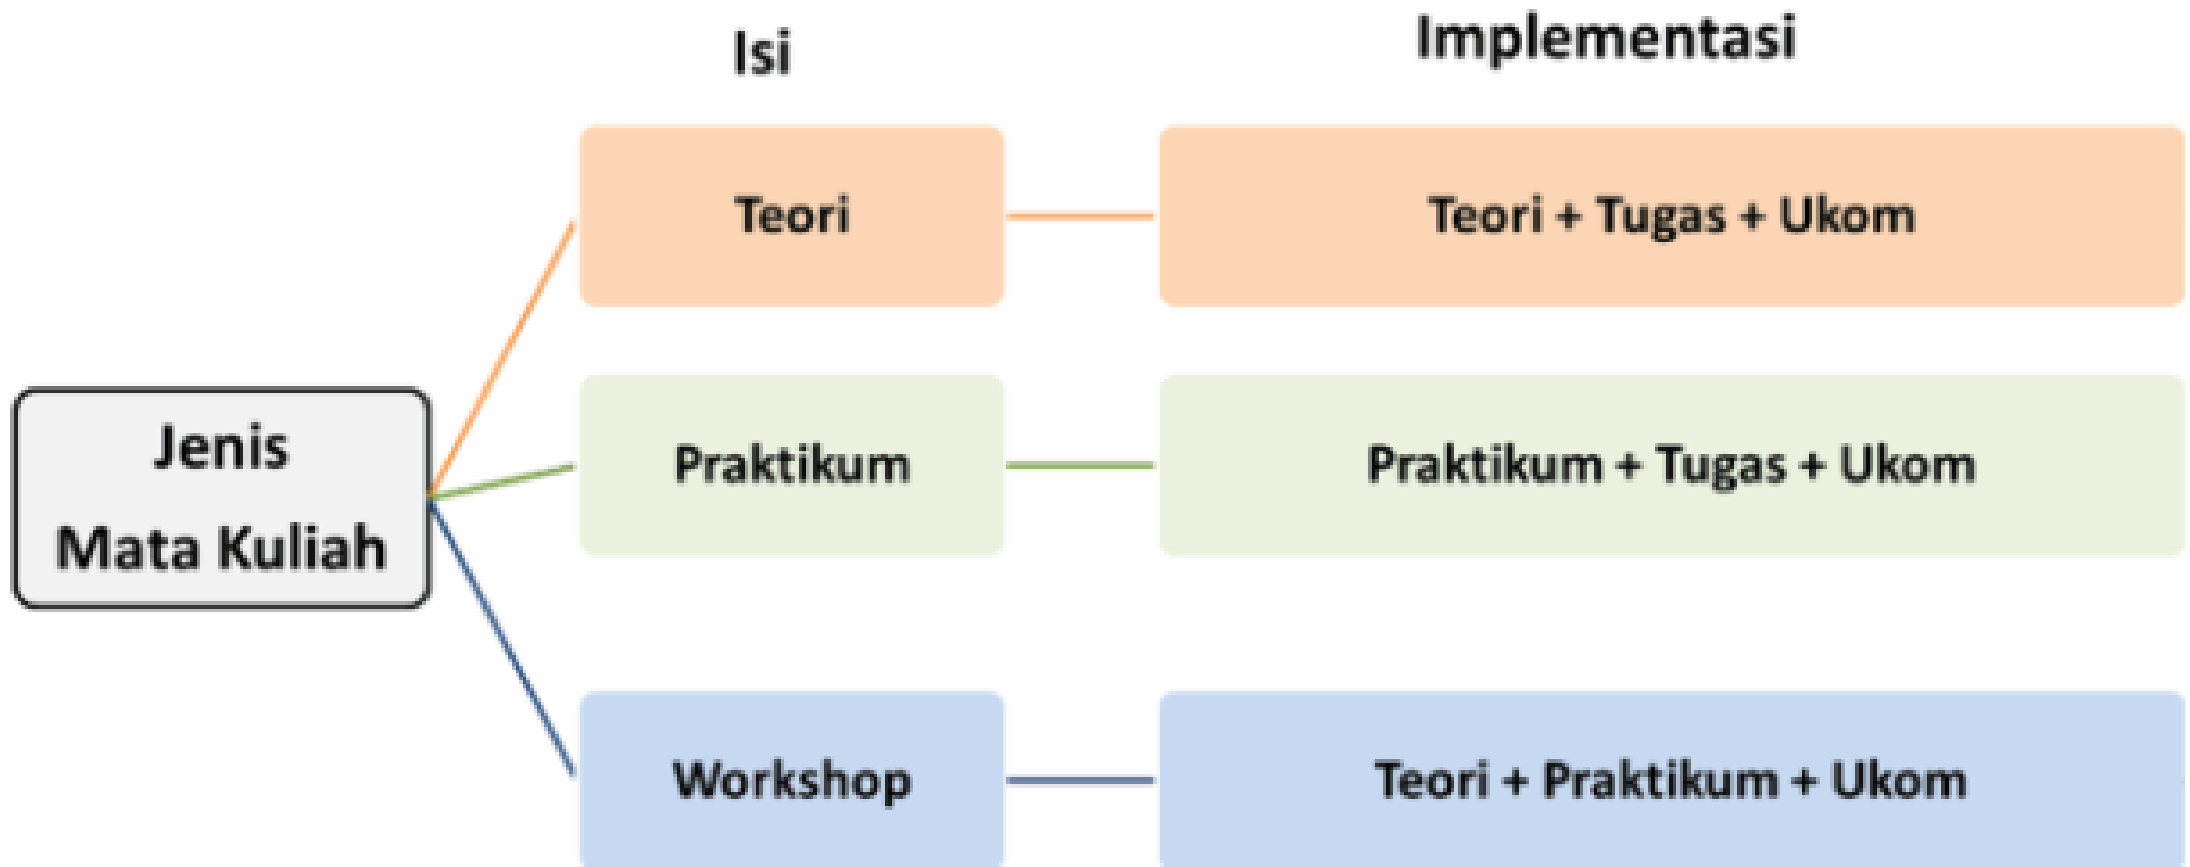 Isi
Implementasi
Teori
Teori + Tugas + Ukom
Jenis
Mata Kuliah
Praktikum
Praktikum + Tugas + Ukom
Workshop
Teori + Praktikum + Ukom